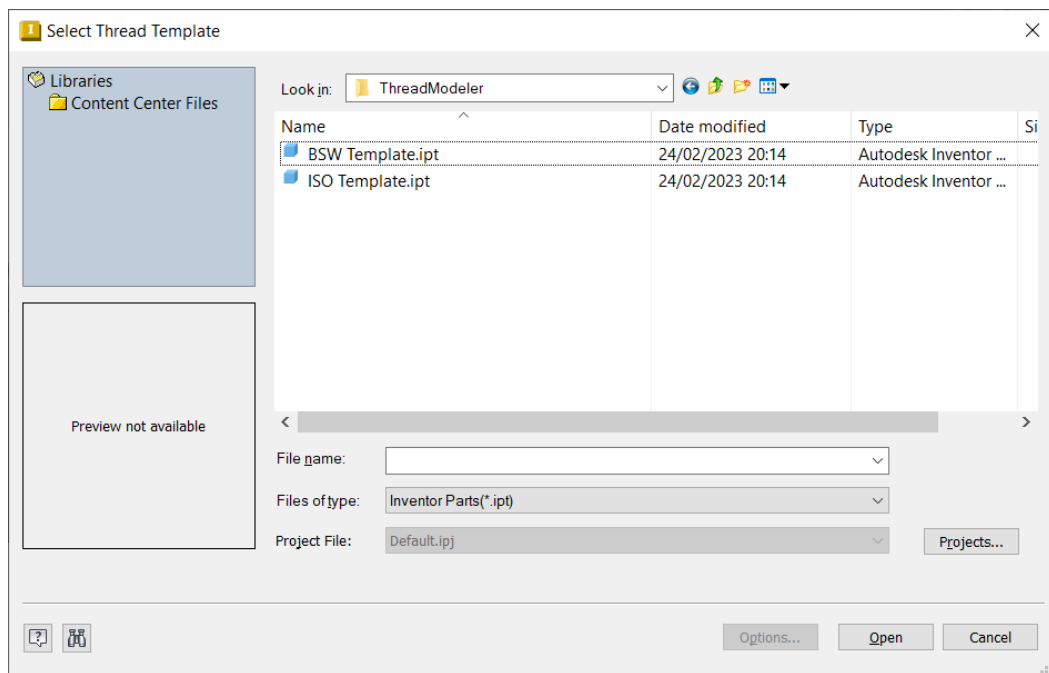 Select Thread Template
Libraries
Content Center Files
Look in: ThreadModeler
Name Date modified Type Si
BSW Template.ipt 24/02/2023 20:14 Autodesk Inventor ...
ISO Template.ipt 24/02/2023 20:14 Autodesk Inventor ...
Preview not available
File name:
Files of type: Inventor Parts(*.ipt)
Project File: Default.ipj Projects...
Options... Open Cancel